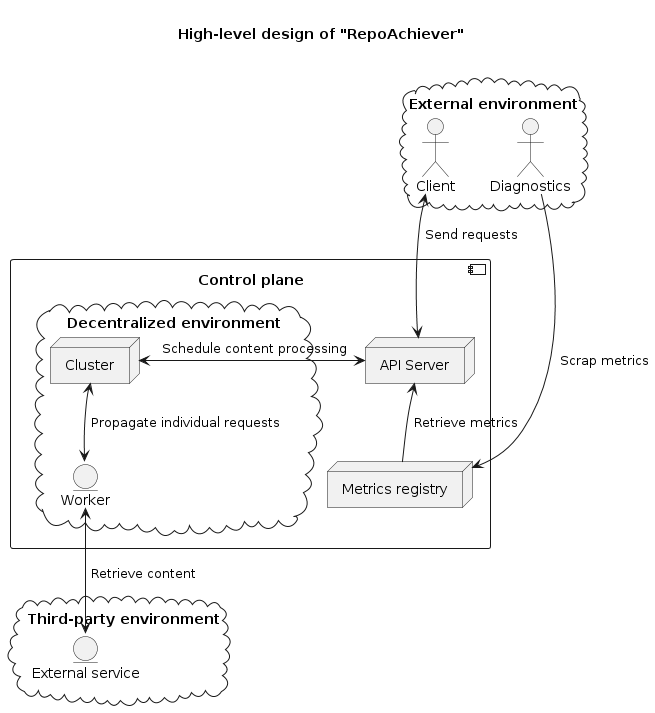 High-level design of "RepoAchiever"
External environment
Client
Diagnostics
Send requests
Control plane
Decentralized environment
Cluster
Schedule content processing
API Server
Scrap metrics
Propagate individual requests
Retrieve metrics
Worker
Metrics registry
Retrieve content
Third-party environment
External service